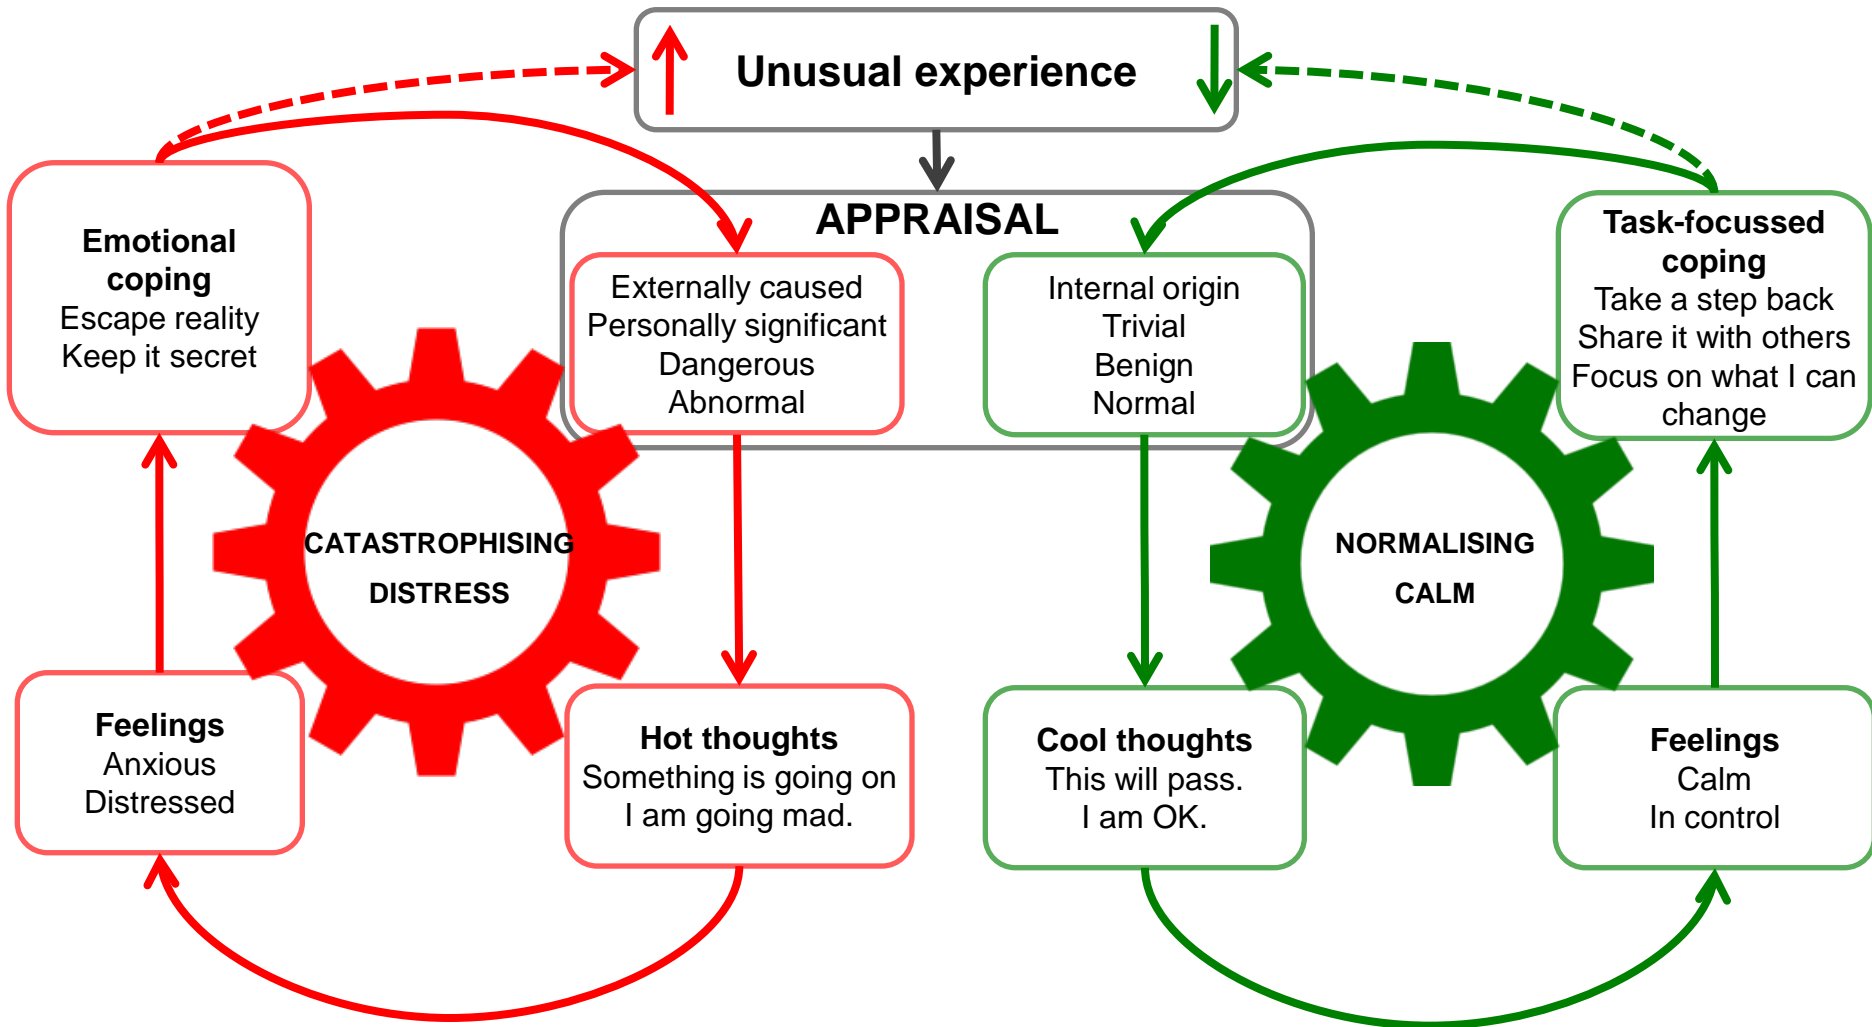 Unusual experience
APPRAISAL
Emotional
coping
Escape reality
Keep it secret
Externally caused
Personally significant
Dangerous
Abnormal
Internal origin
Trivial
Benign
Normal
Task-focussed
coping
Take a step back
Share it with others
Focus on what I can
change
CATASTROPHISING
DISTRESS
NORMALISING
CALM
Feelings
Anxious
Distressed
Hot thoughts
Something is going on
I am going mad.
Cool thoughts
This will pass.
I am OK.
Feelings
Calm
In control